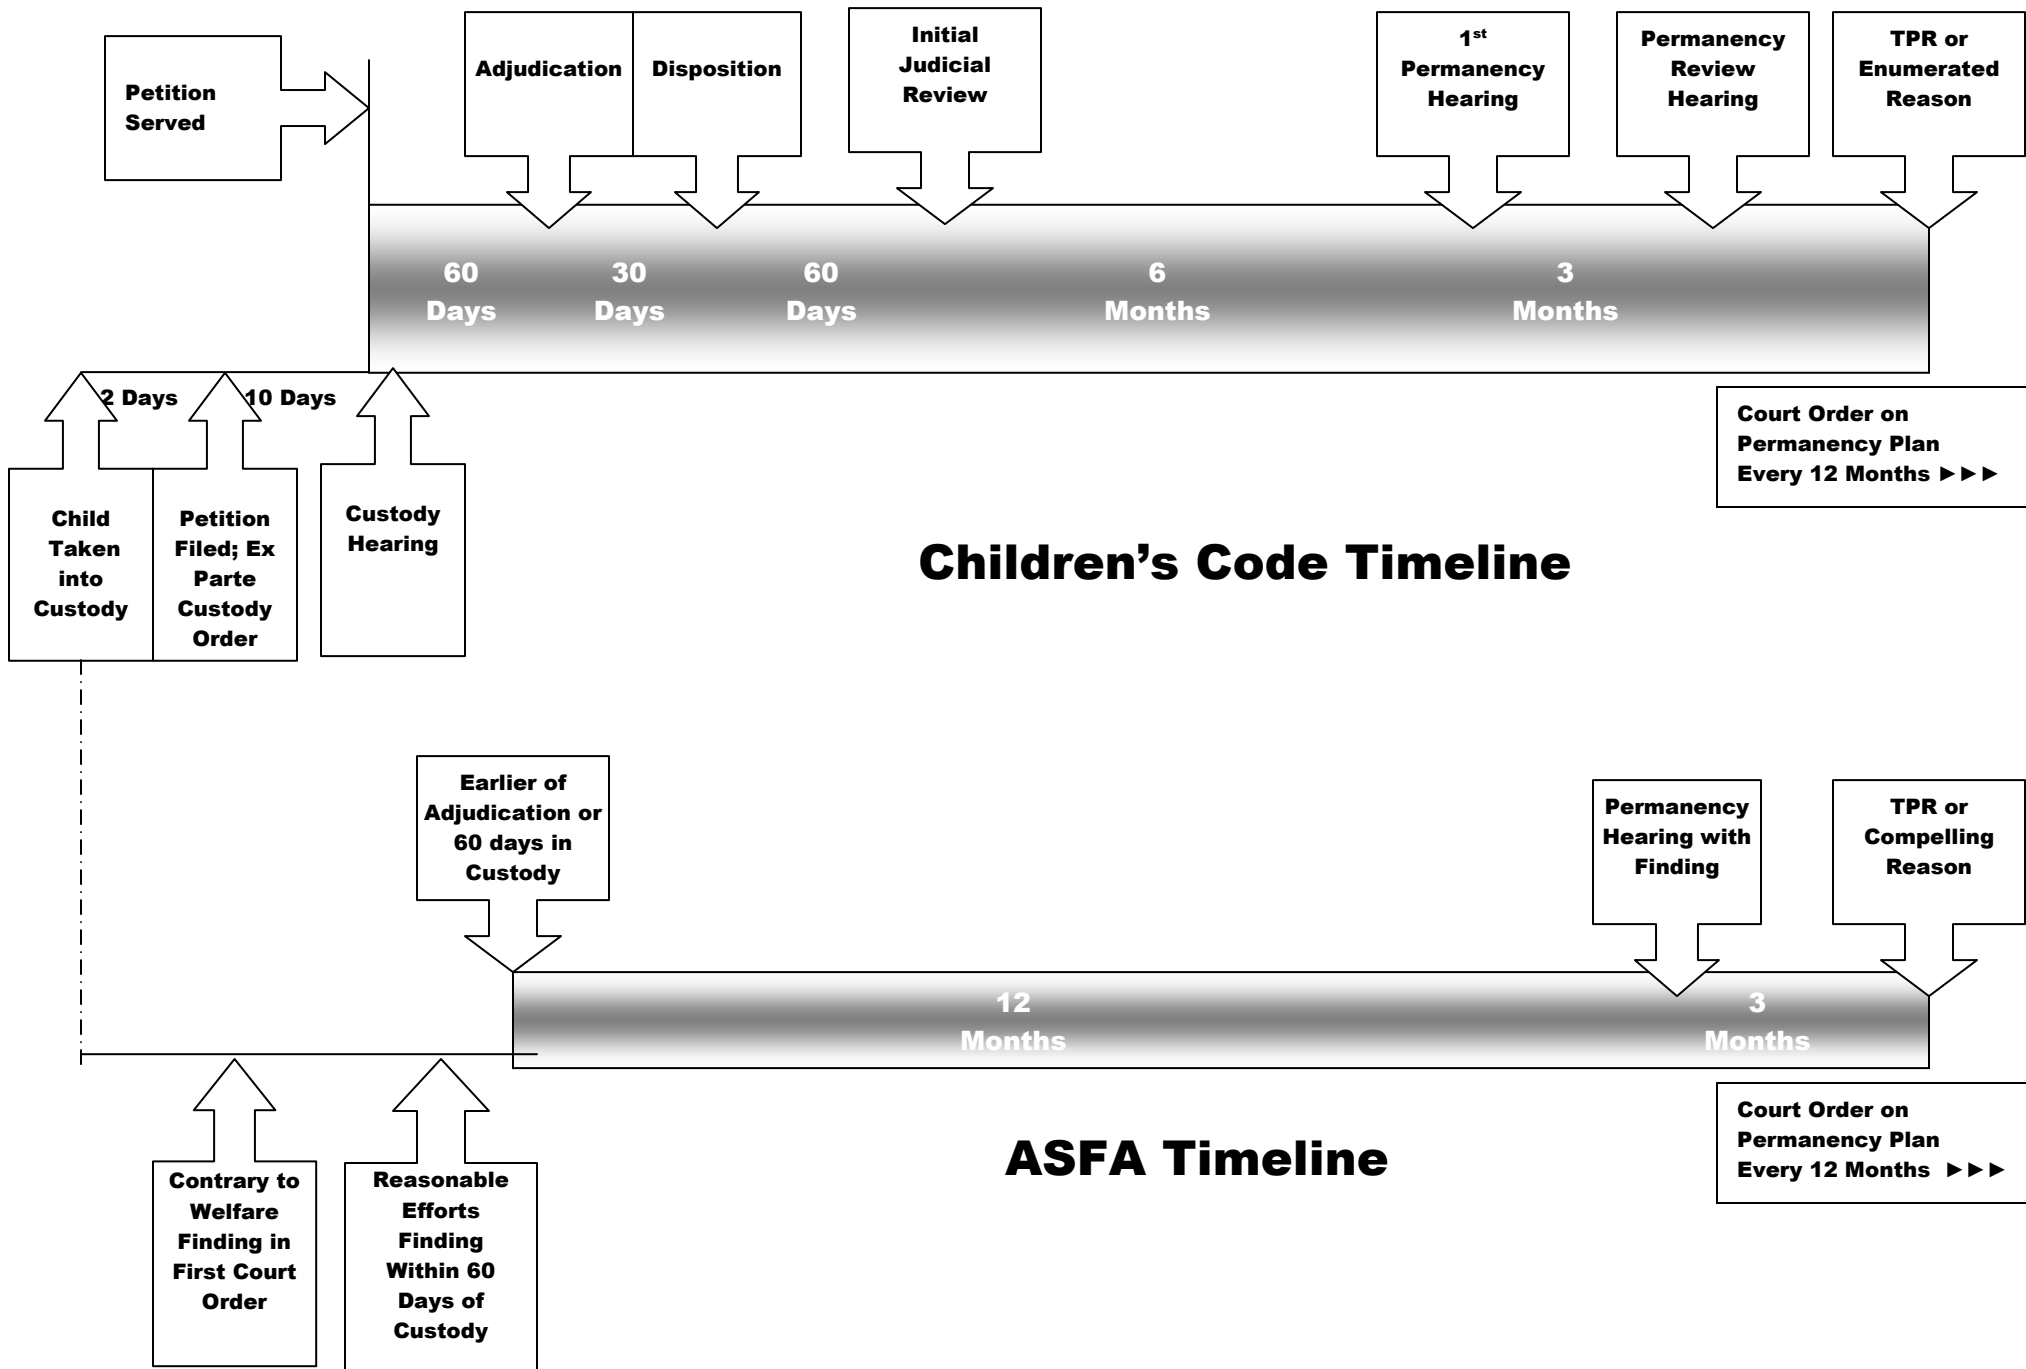 Petition
Served
Adjudication
Disposition
Initial
Judicial
Review
1st
Permanency
Hearing
Permanency
Review
Hearing
TPR or
Enumerated
Reason
60
Days
30
Days
60
Days
6
Months
3
Months
2 Days
10 Days
Child
Taken
into
Custody
Petition
Filed; Ex
Parte
Custody
Order
Custody
Hearing
Court Order on
Permanency Plan
Every 12 Months ►►►
Children’s Code Timeline
Earlier of
Adjudication or
60 days in
Custody
Permanency
Hearing with
Finding
TPR or
Compelling
Reason
12
Months
3
Months
Contrary to
Welfare
Finding in
First Court
Order
Reasonable
Efforts
Finding
Within 60
Days of
Custody
ASFA Timeline
Court Order on
Permanency Plan
Every 12 Months ►►►